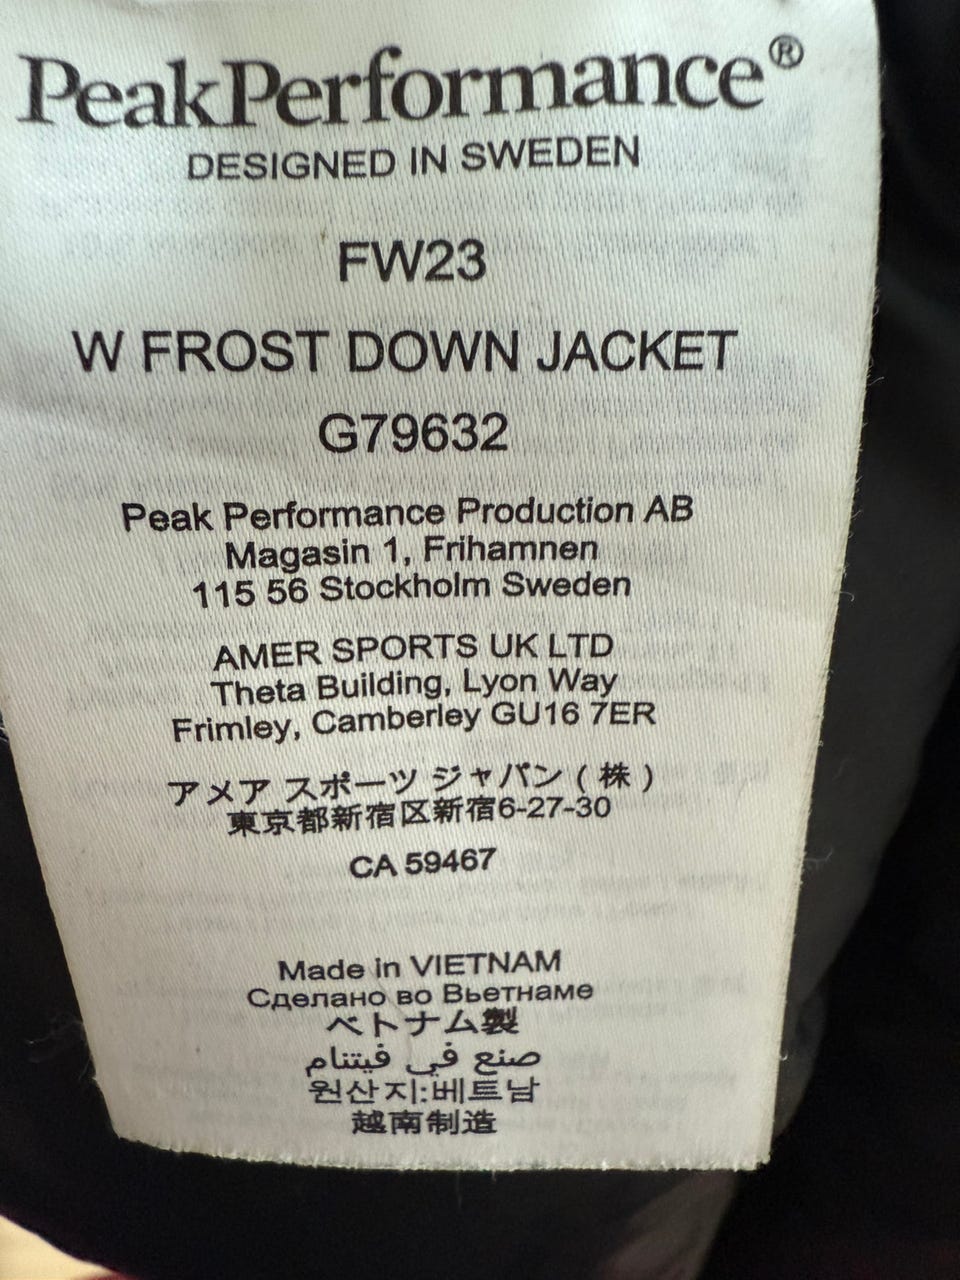 PeakPerformance®
DESIGNED IN SWEDEN
FW23
W FROST DOWN JACKET
G79632
Peak Performance Production AB
Magasin 1, Frihamnen
115 56 Stockholm Sweden
AMER SPORTS UK LTD
Theta Building, Lyon Way
Frimley, Camberley GU16 7ER
アメア スポーツ ジャパン ( 株 )
東京都新宿区新宿6-27-30
CA 59467
Made in VIETNAM
Сделано во Вьетнаме
ベトナム製
صنع في فيتنام
원산지:베트남
越南制造